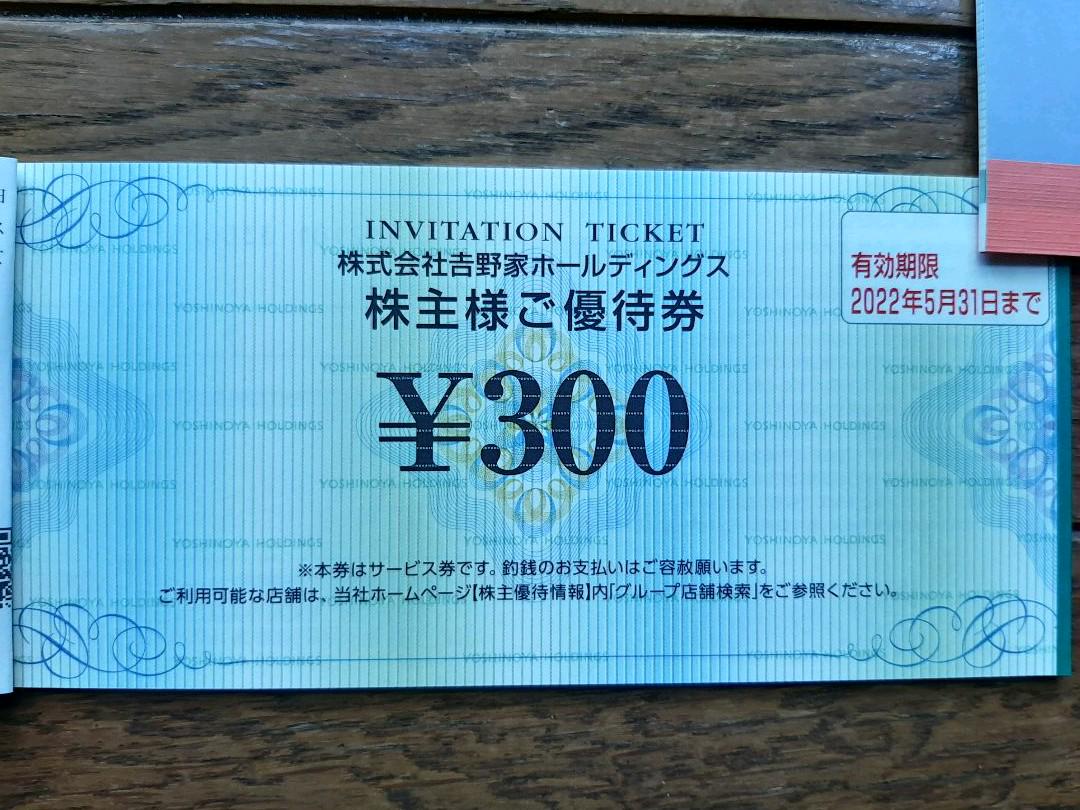 INVITATION TICKET
株式会社𠮷野家ホールディングス
株主様ご優待券
有効期限
2022年5月31日まで
¥300
※本券はサービス券です。釣銭のお支払いはご容赦願います。
ご利用可能な店舗は、当社ホームページ【株主優待情報】内「グループ店舗検索」をご参照ください。
YOSHINOYA HOLDINGS